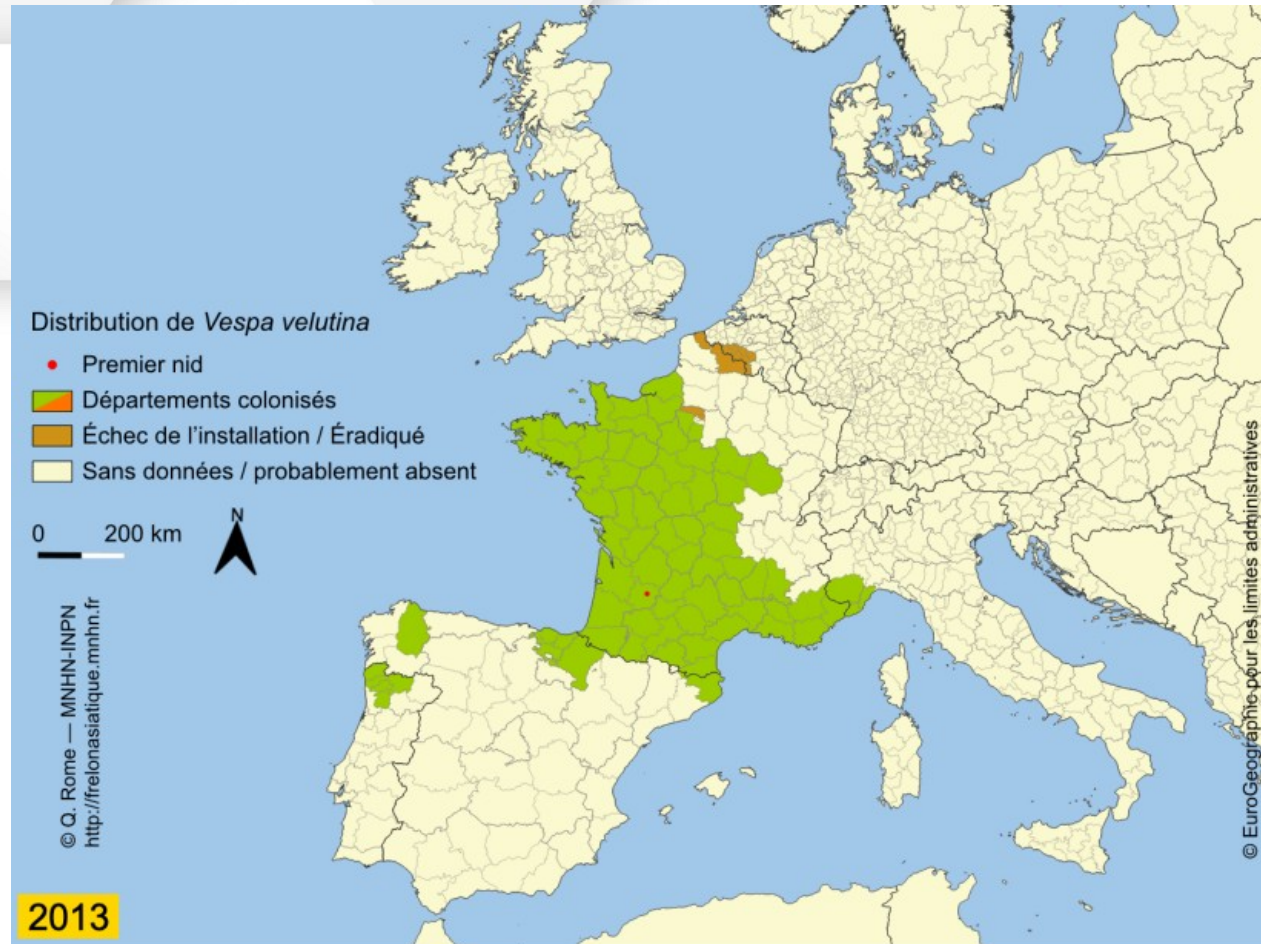 Distribution de Vespa velutina
Premier nid
Départements colonisés
Échec de l'installation / Éradiqué
Sans données / probablement absent
0 200 km
N
© Q. Rome — MNHN-INPN
http://frelonasiatique.mnhn.fr
© EuroGeographic pour les limites administratives
2013